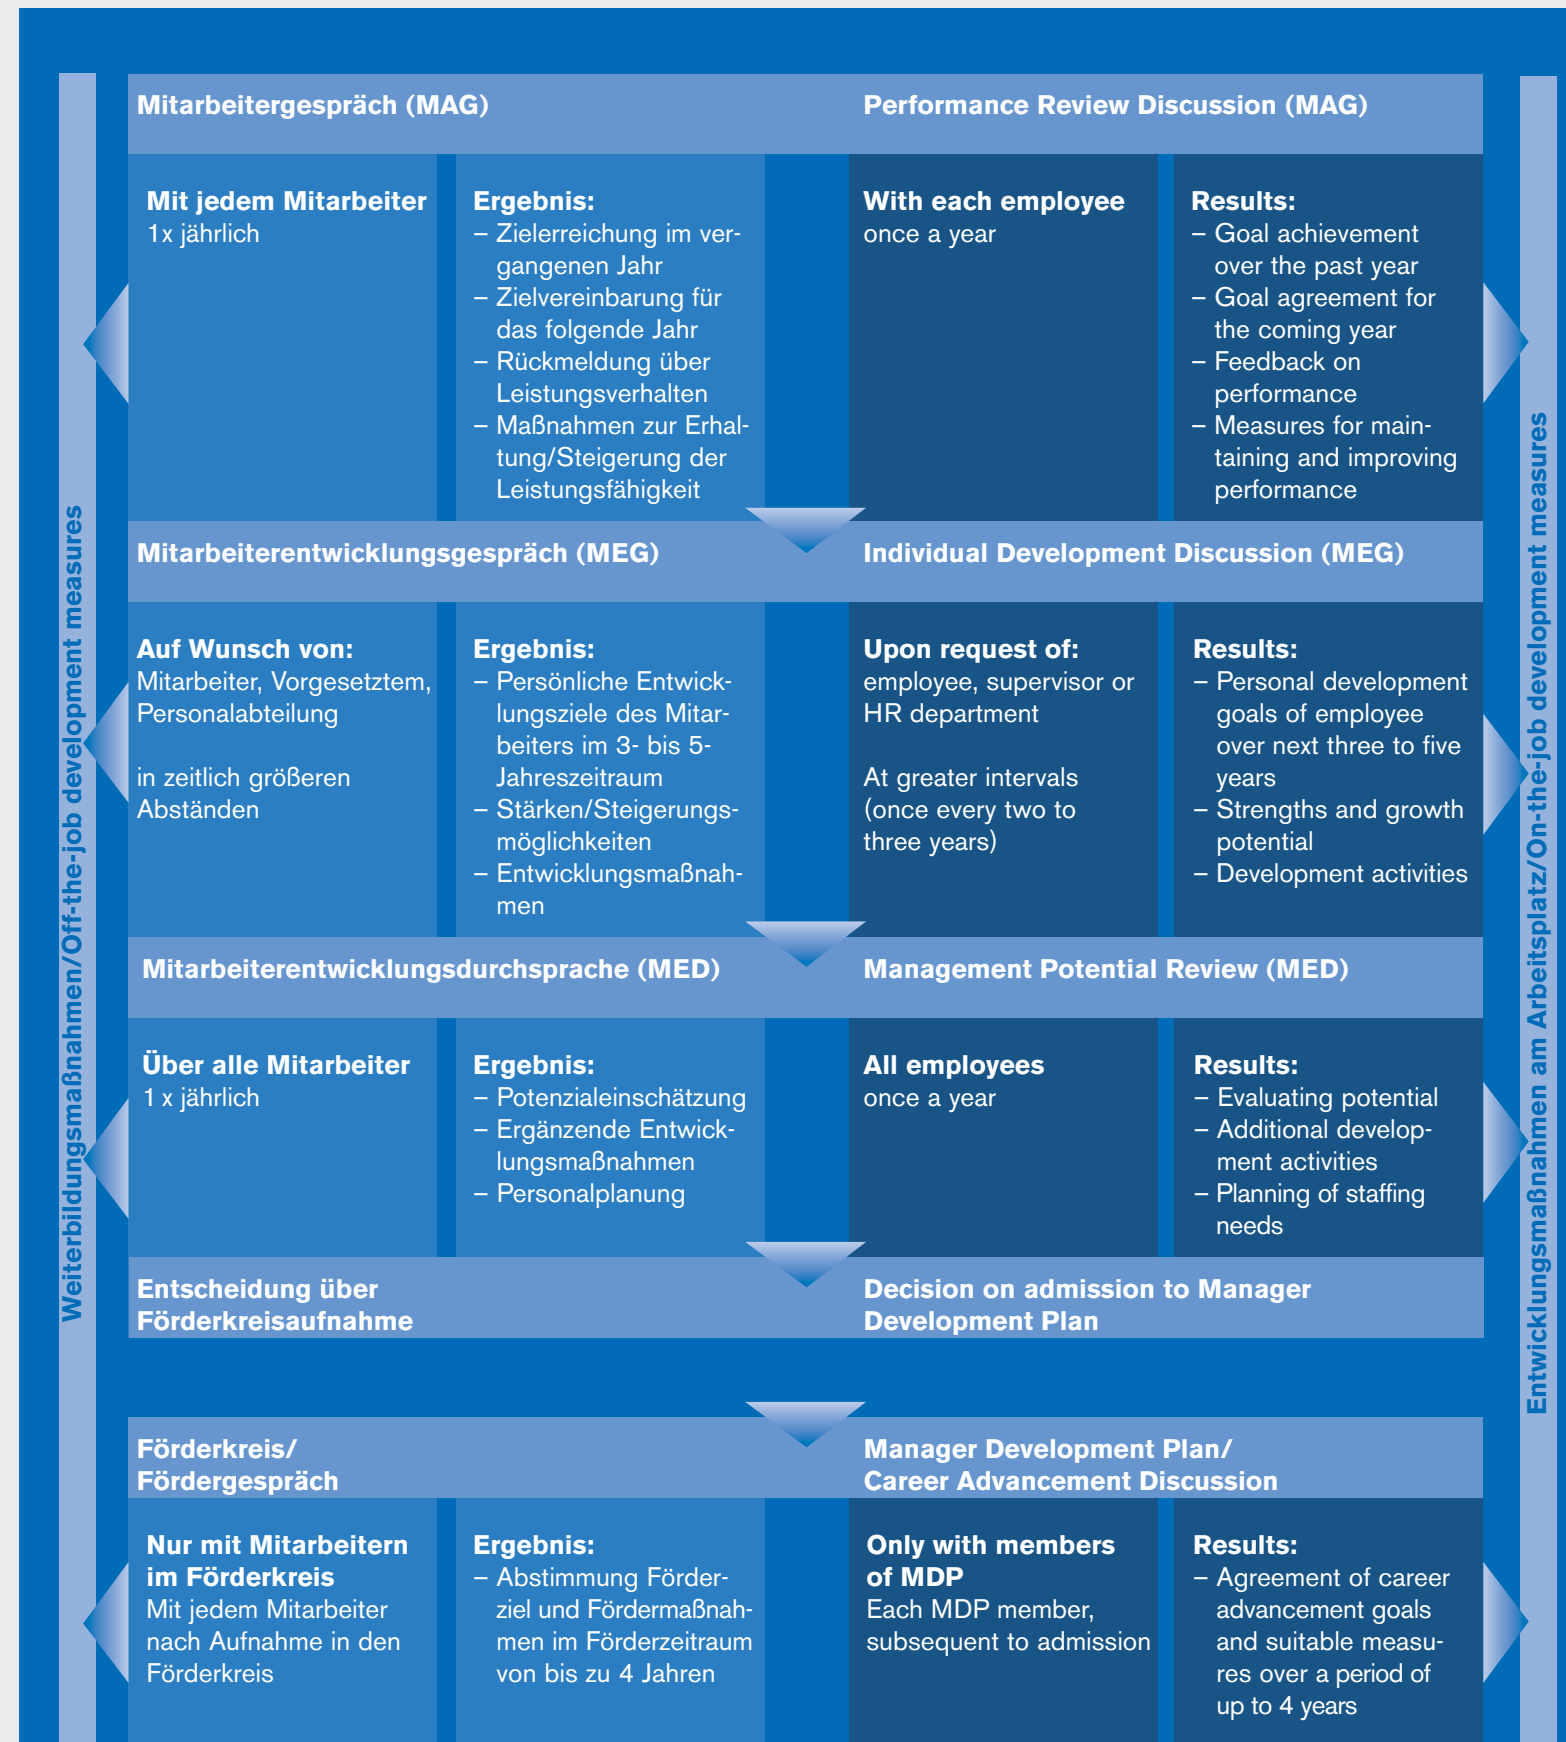 Weiterbildungsmaßnahmen/Off-the-job development measures
Mitarbeitergespräch (MAG)
Mit jedem Mitarbeiter
1x jährlich
Ergebnis:
– Zielerreichung im ver-
gangenen Jahr
– Zielvereinbarung für
das folgende Jahr
– Rückmeldung über
Leistungsverhalten
– Maßnahmen zur Erhal-
tung/Steigerung der
Leistungsfähigkeit
Performance Review Discussion (MAG)
With each employee
once a year
Results:
– Goal achievement
over the past year
– Goal agreement for
the coming year
– Feedback on
performance
– Measures for main-
taining and improving
performance
Mitarbeiterentwicklungsgespräch (MEG)
Auf Wunsch von:
Mitarbeiter, Vorgesetztem,
Personalabteilung
in zeitlich größeren
Abständen
Ergebnis:
– Persönliche Entwick-
lungsziele des Mitar-
beiters im 3- bis 5-
Jahreszeitraum
– Stärken/Steigerungs-
möglichkeiten
– Entwicklungsmaßnah-
men
Individual Development Discussion (MEG)
Upon request of:
employee, supervisor or
HR department
At greater intervals
(once every two to
three years)
Results:
– Personal development
goals of employee
over next three to five
years
– Strengths and growth
potential
– Development activities
Mitarbeiterentwicklungsdurchsprache (MED)
Über alle Mitarbeiter
1 x jährlich
Ergebnis:
– Potenzialeinschätzung
– Ergänzende Entwick-
lungsmaßnahmen
– Personalplanung
Management Potential Review (MED)
All employees
once a year
Results:
– Evaluating potential
– Additional develop-
ment activities
– Planning of staffing
needs
Entscheidung über
Förderkreisaufnahme
Decision on admission to Manager
Development Plan
Förderkreis/
Fördergespräch
Nur mit Mitarbeitern
im Förderkreis
Mit jedem Mitarbeiter
nach Aufnahme in den
Förderkreis
Ergebnis:
– Abstimmung Förder-
ziel und Fördermaßnah-
men im Förderzeitraum
von bis zu 4 Jahren
Manager Development Plan/
Career Advancement Discussion
Only with members
of MDP
Each MDP member,
subsequent to admission
Results:
– Agreement of career
advancement goals
and suitable measu-
res over a period of
up to 4 years
Entwicklungsmaßnahmen am Arbeitsplatz/On-the-job development measures